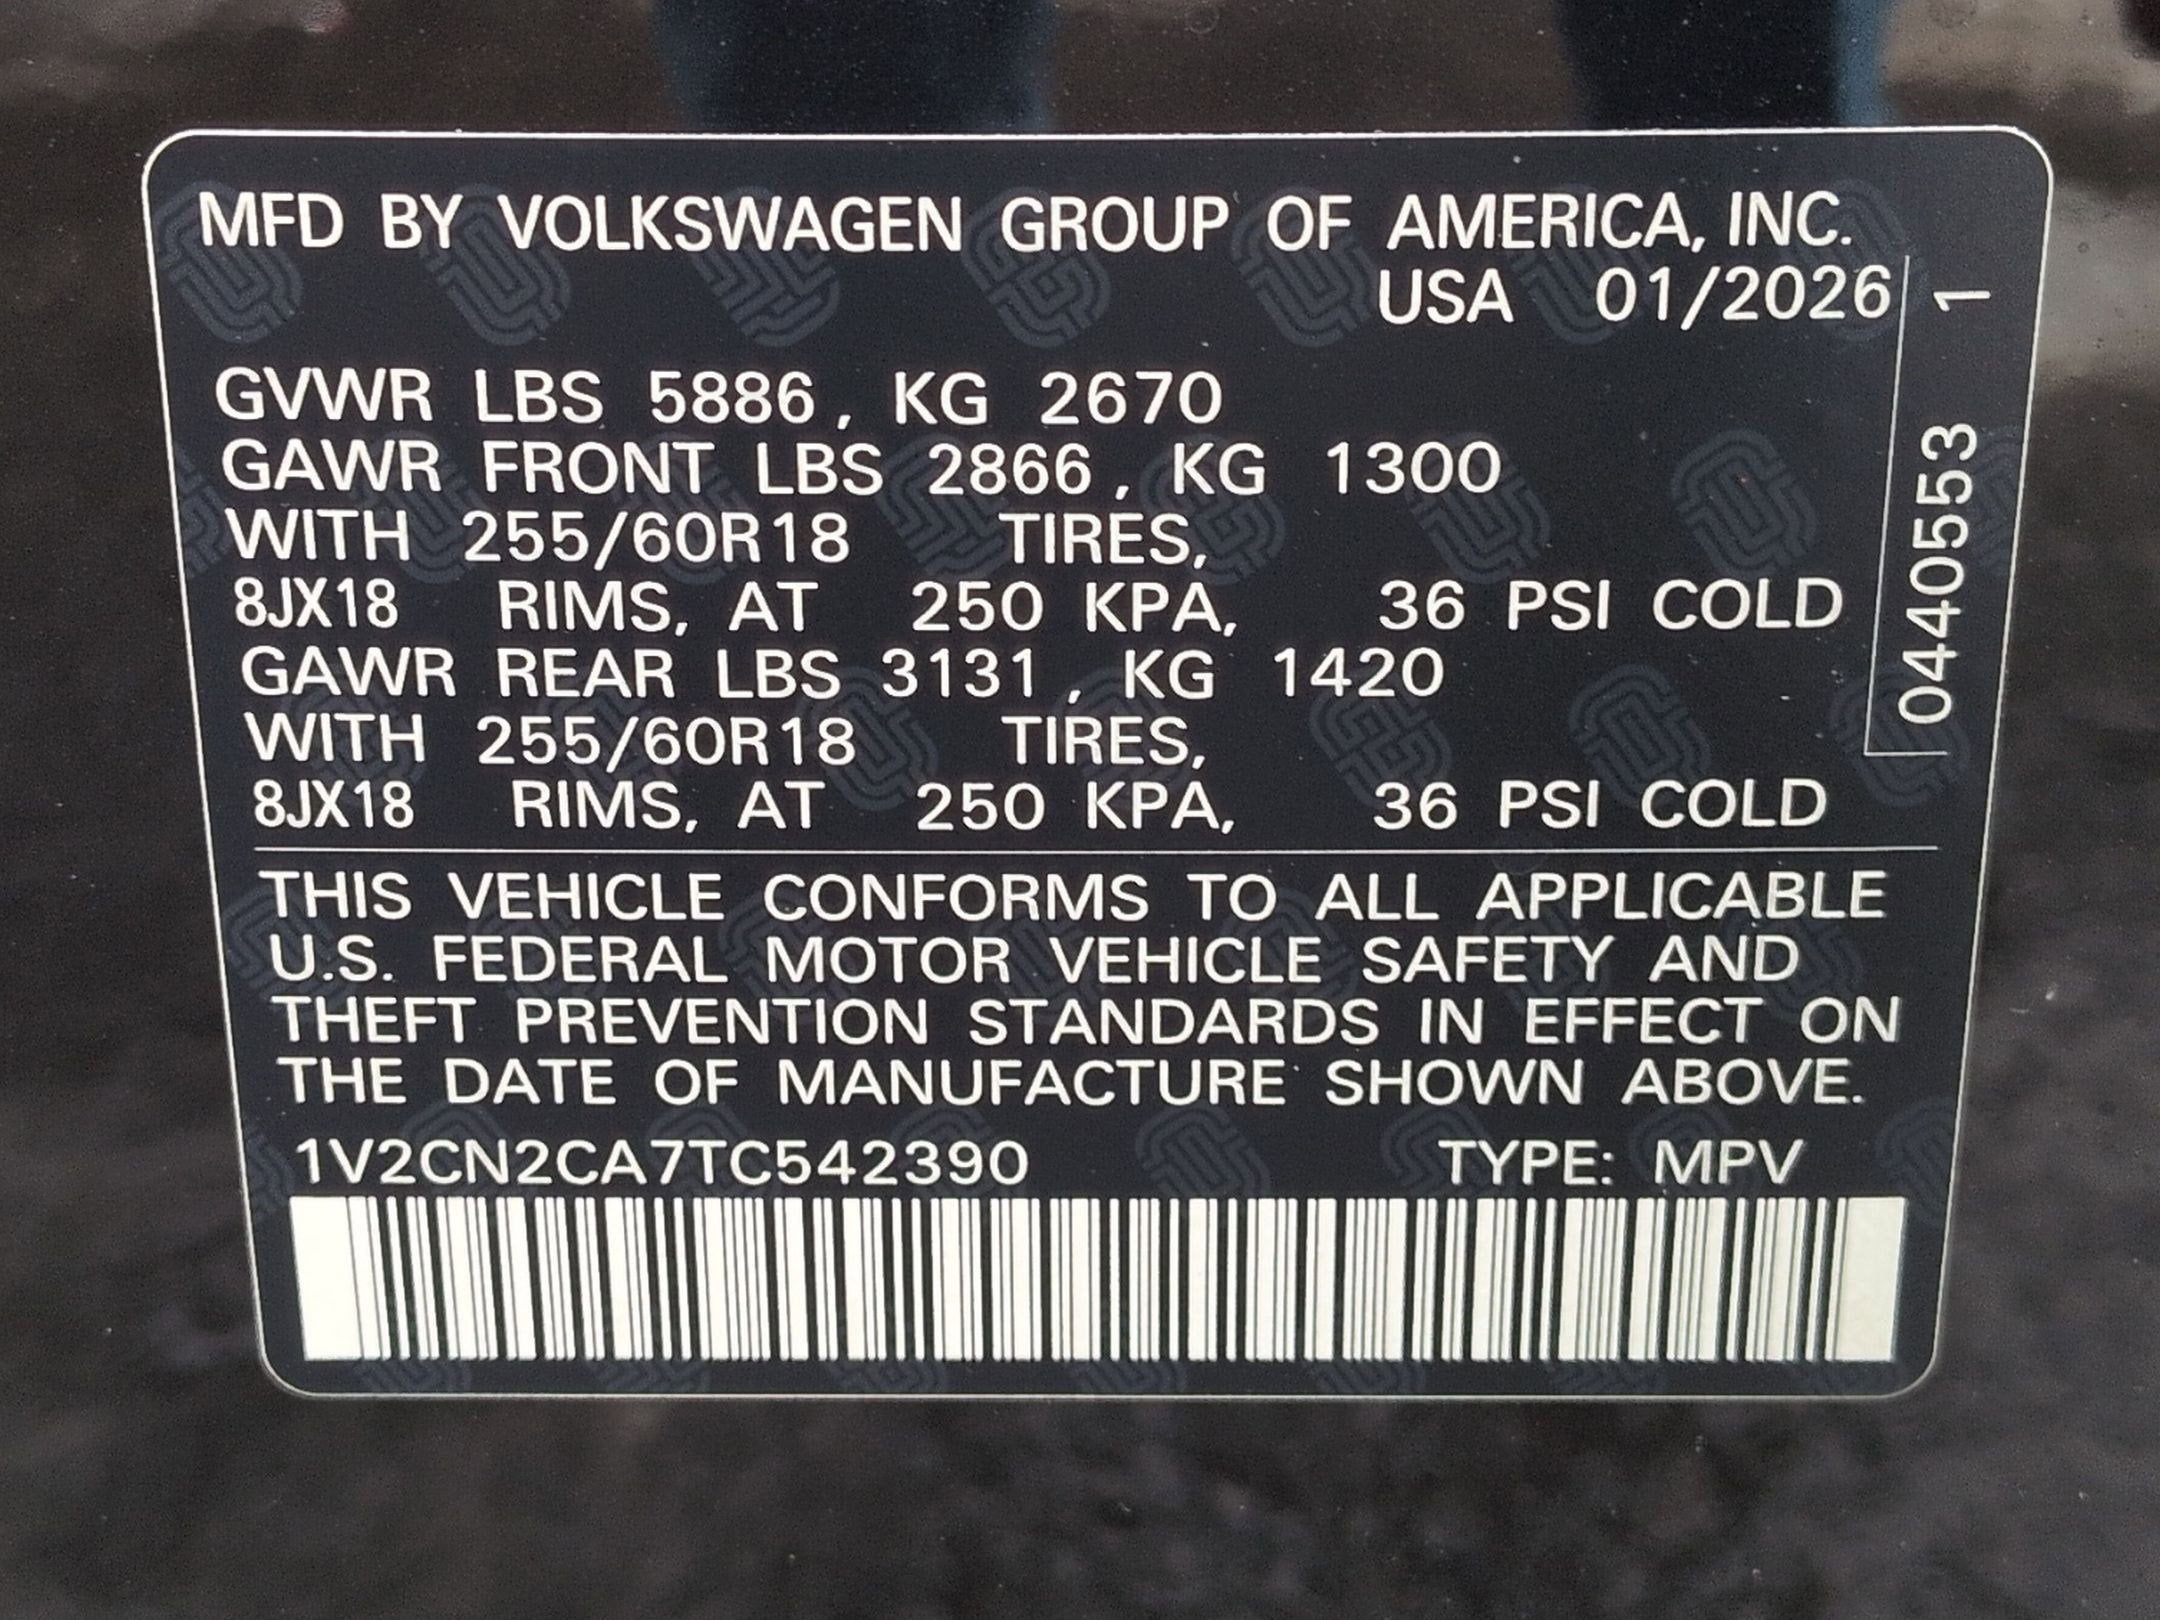 MFD BY VOLKSWAGEN GROUP OF AMERICA, INC.
USA 01/2026
GVWR LBS 5886, KG 2670
GAWR FRONT LBS 2866, KG 1300
WITH 255/60R18 TIRES,
8JX18 RIMS, AT 250 KPA, 36 PSI COLD
GAWR REAR LBS 3131, KG 1420
WITH 255/60R18 TIRES,
8JX18 RIMS, AT 250 KPA, 36 PSI COLD
THIS VEHICLE CONFORMS TO ALL APPLICABLE
U.S. FEDERAL MOTOR VEHICLE SAFETY AND
THEFT PREVENTION STANDARDS IN EFFECT ON
THE DATE OF MANUFACTURE SHOWN ABOVE.
1V2CN2CA7TC542390 TYPE: MPV
0440553 1